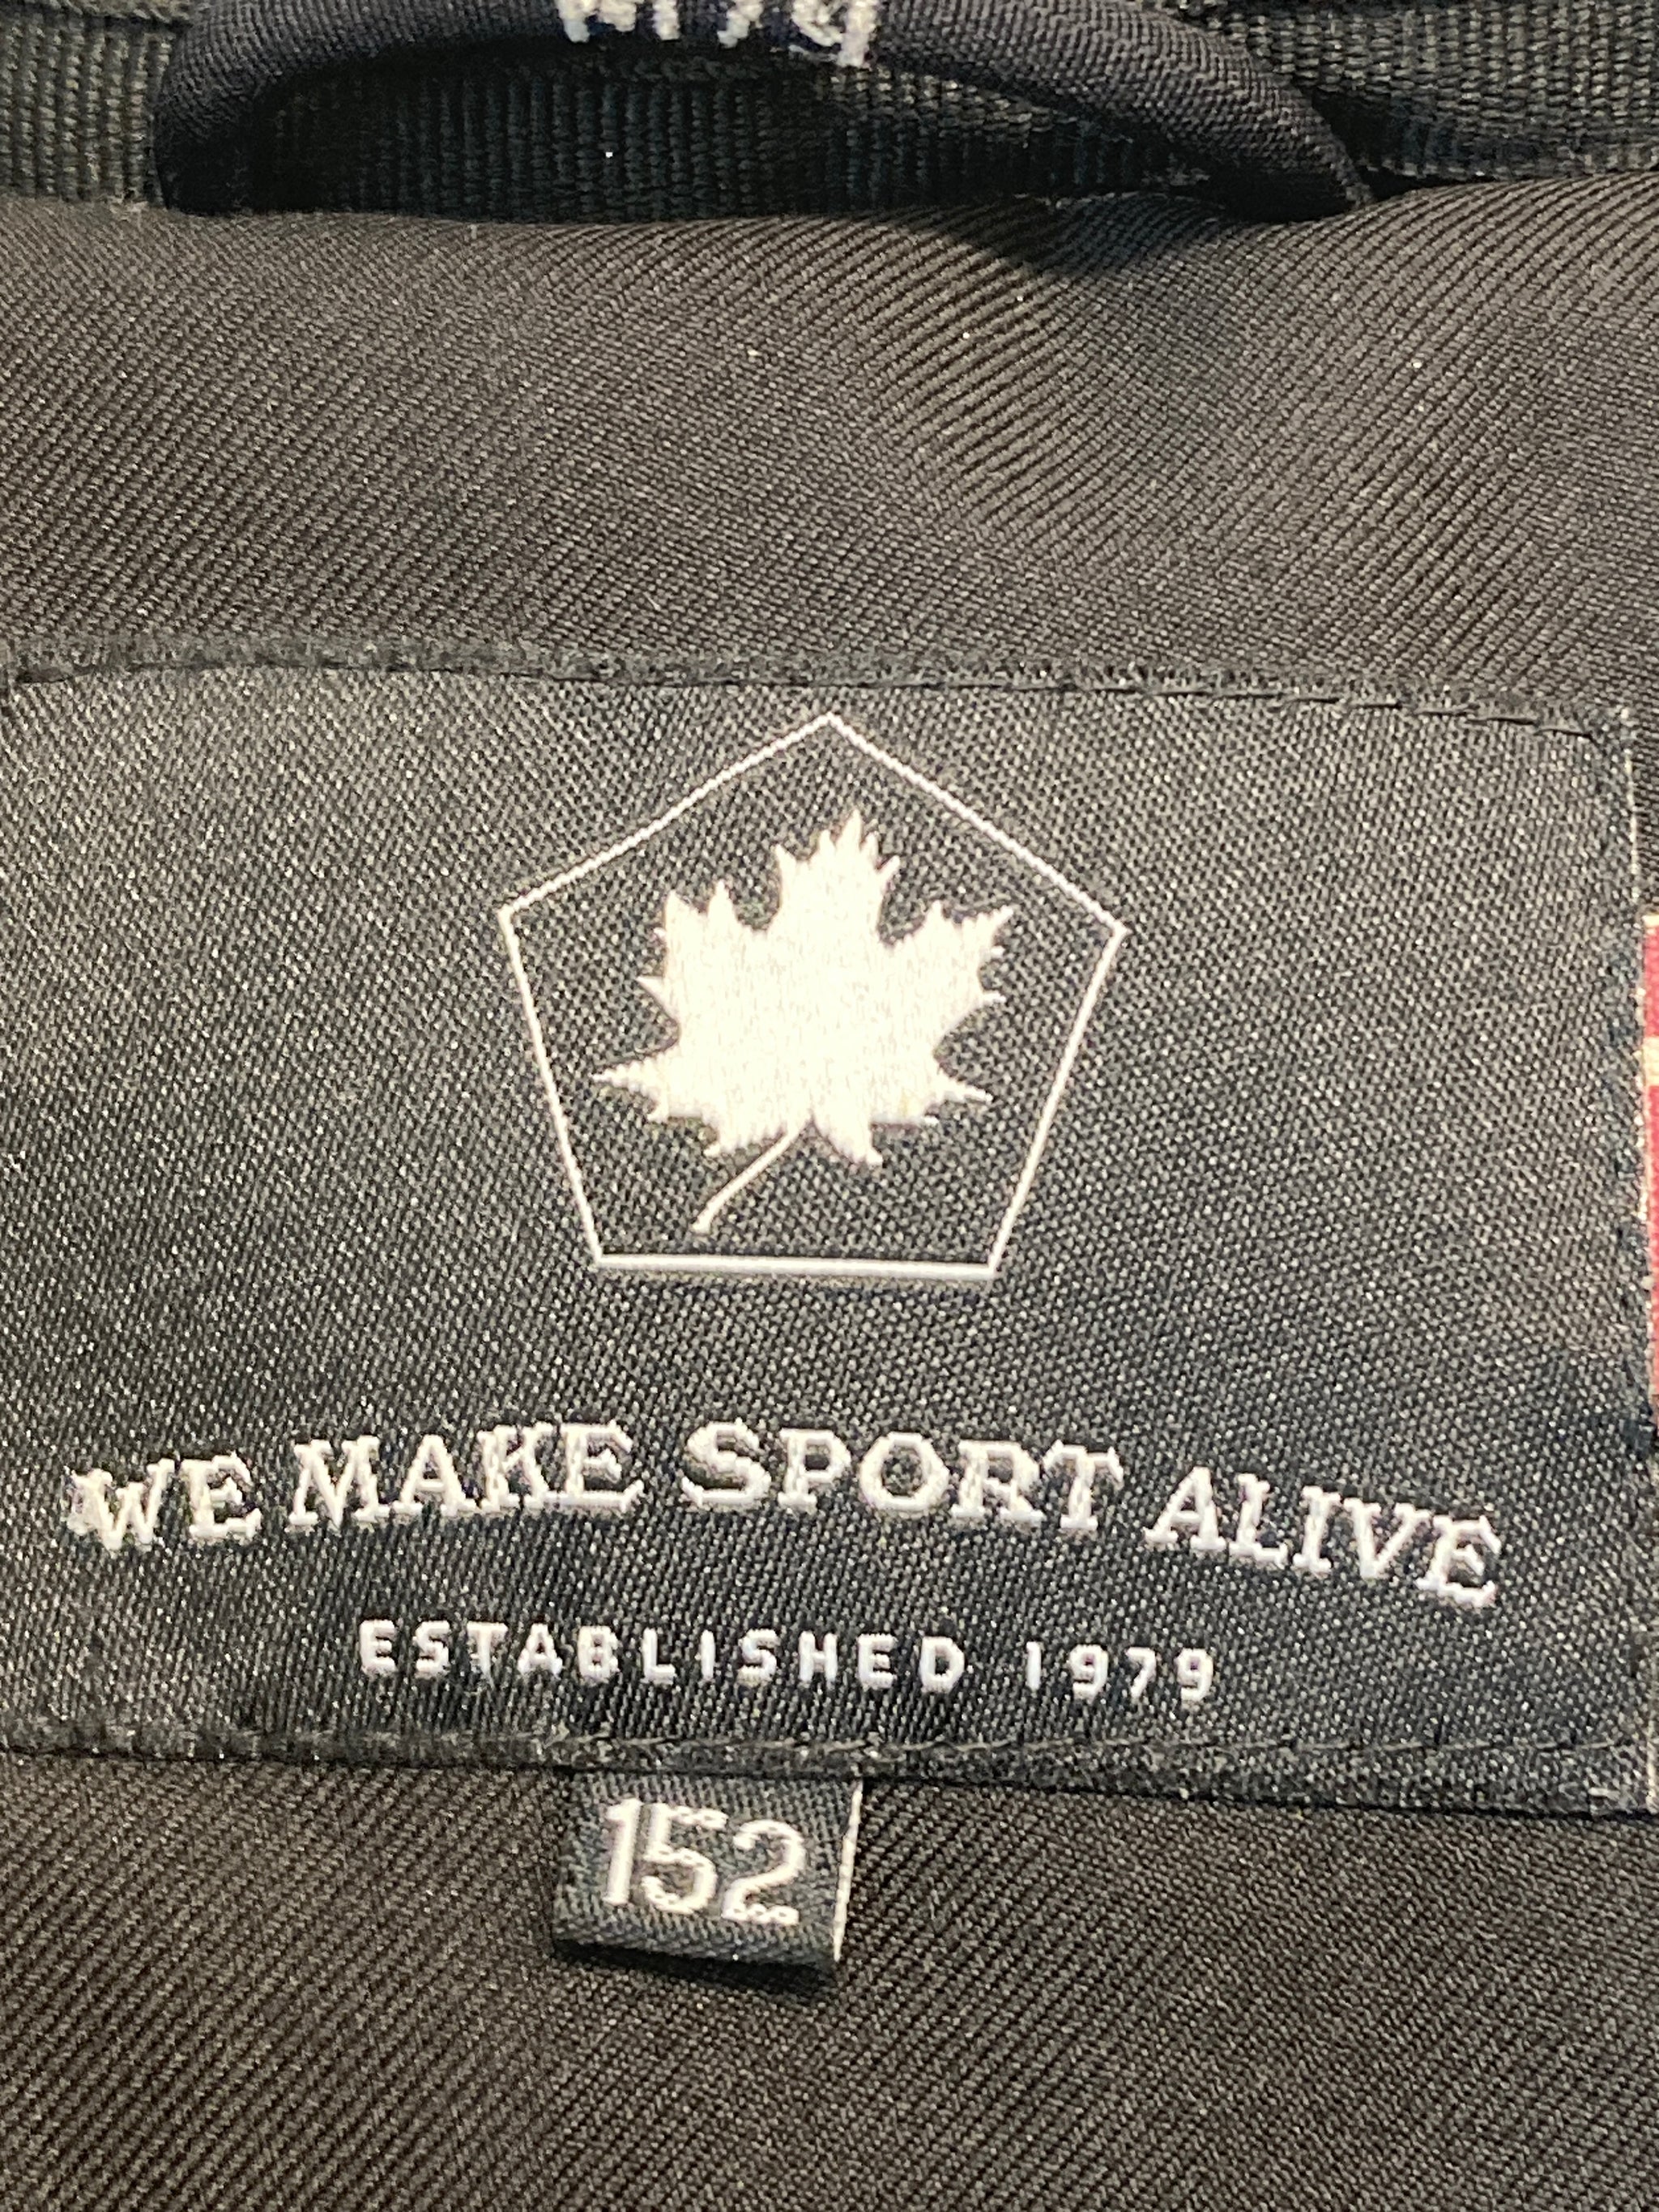 WE MAKE SPORT ALIVE
ESTABLISHED 1979
152